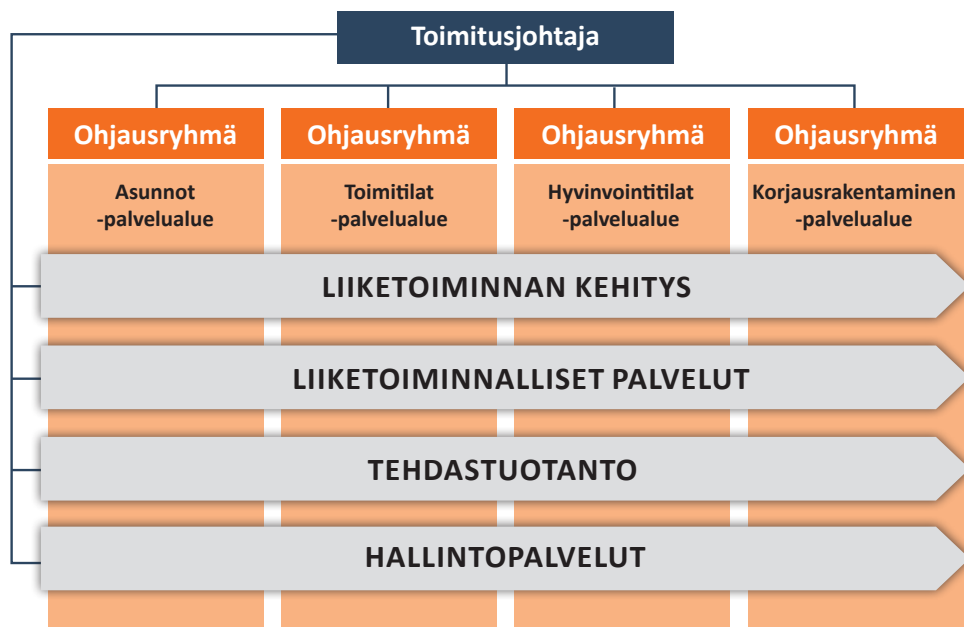 Toimitusjohtaja
Ohjausryhmä
Ohjausryhmä
Ohjausryhmä
Ohjausryhmä
Asunnot
-palvelualue
Toimitilat
-palvelualue
Hyvinvointitilat
-palvelualue
Korjausrakentaminen
-palvelualue
LIIKETOIMINNAN KEHITYS
LIIKETOIMINNALLISET PALVELUT
TEHDASTUOTANTO
HALLINTOPALVELUT